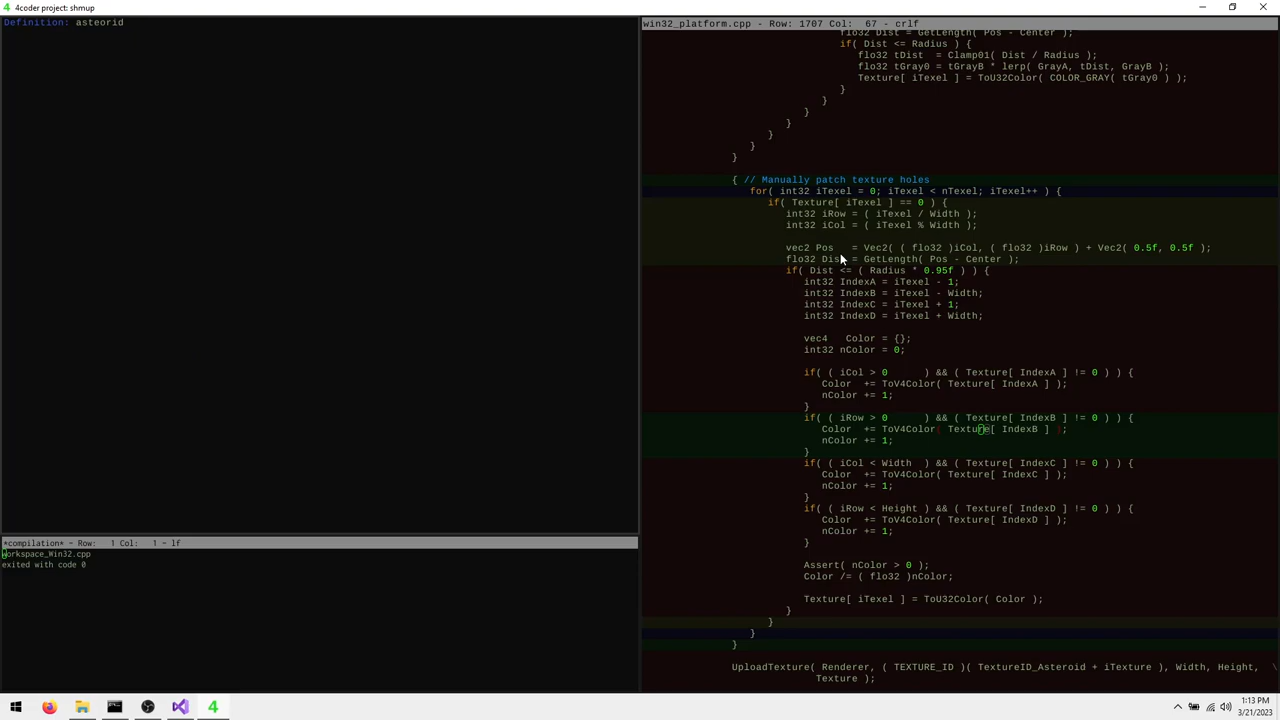 4coder project: shmup
Definition: asteorid
win32_platform.cpp - Row: 1707 Col:  67 - crlf
flo32 Dist = GetLength( Pos - Center );
if( Dist <= Radius ) {
flo32 tDist  = Clamp01( Dist / Radius );
flo32 tGray0 = tGrayB * lerp( GrayA, tDist, GrayB );
Texture[ iTexel ] = ToU32Color( COLOR_GRAY( tGray0 ) );
}
}
}
}
}
}
}
{ // Manually patch texture holes
for( int32 iTexel = 0; iTexel < nTexel; iTexel++ ) {
if( Texture[ iTexel ] == 0 ) {
int32 iRow = ( iTexel / Width );
int32 iCol = ( iTexel % Width );
vec2 Pos   = Vec2( ( flo32 )iCol, ( flo32 )iRow ) + Vec2( 0.5f, 0.5f );
flo32 Dist = GetLength( Pos - Center );
if( Dist <= ( Radius * 0.95f ) ) {
int32 IndexA = iTexel - 1;
int32 IndexB = iTexel - Width;
int32 IndexC = iTexel + 1;
int32 IndexD = iTexel + Width;
vec4   Color = {};
int32 nColor = 0;
if( ( iCol > 0      ) && ( Texture[ IndexA ] != 0 ) ) {
Color  += ToV4Color( Texture[ IndexA ] );
nColor += 1;
}
if( ( iRow > 0      ) && ( Texture[ IndexB ] != 0 ) ) {
Color  += ToV4Color( Texture[ IndexB ] );
nColor += 1;
}
if( ( iCol < Width  ) && ( Texture[ IndexC ] != 0 ) ) {
Color  += ToV4Color( Texture[ IndexC ] );
nColor += 1;
}
if( ( iRow < Height ) && ( Texture[ IndexD ] != 0 ) ) {
Color  += ToV4Color( Texture[ IndexD ] );
nColor += 1;
}
Assert( nColor > 0 );
Color /= ( flo32 )nColor;
Texture[ iTexel ] = ToU32Color( Color );
}
}
}
}
UploadTexture( Renderer, ( TEXTURE_ID )( TextureID_Asteroid + iTexture ), Width, Height, \
Texture );
*compilation* - Row:   1 Col:   1 - lf
workspace_Win32.cpp
exited with code 0
1:13 PM
3/21/2023